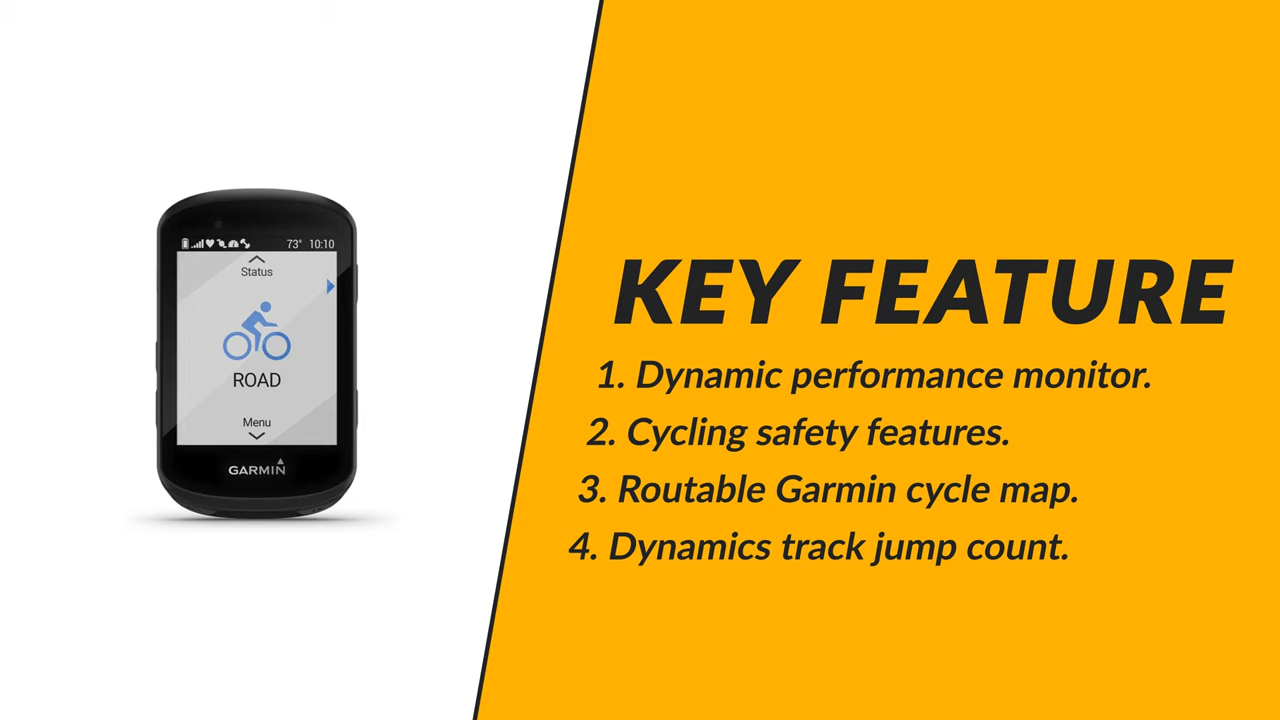 73° 10:10
Status
ROAD
Menu
GARMIN
KEY FEATURE
1. Dynamic performance monitor.
2. Cycling safety features.
3. Routable Garmin cycle map.
4. Dynamics track jump count.